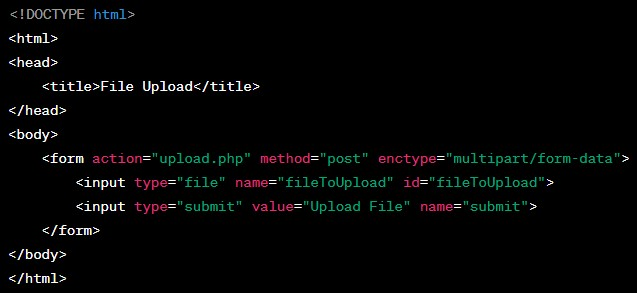 <!DOCTYPE html>
<html>
<head>
    <title>File Upload</title>
</head>
<body>
    <form action="upload.php" method="post" enctype="multipart/form-data">
        <input type="file" name="fileToUpload" id="fileToUpload">
        <input type="submit" value="Upload File" name="submit">
    </form>
</body>
</html>